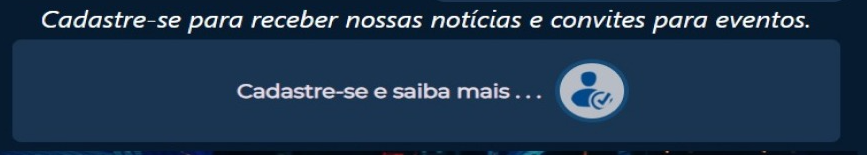 Cadastre-se para receber nossas notícias e convites para eventos.
Cadastre-se e saiba mais . . .